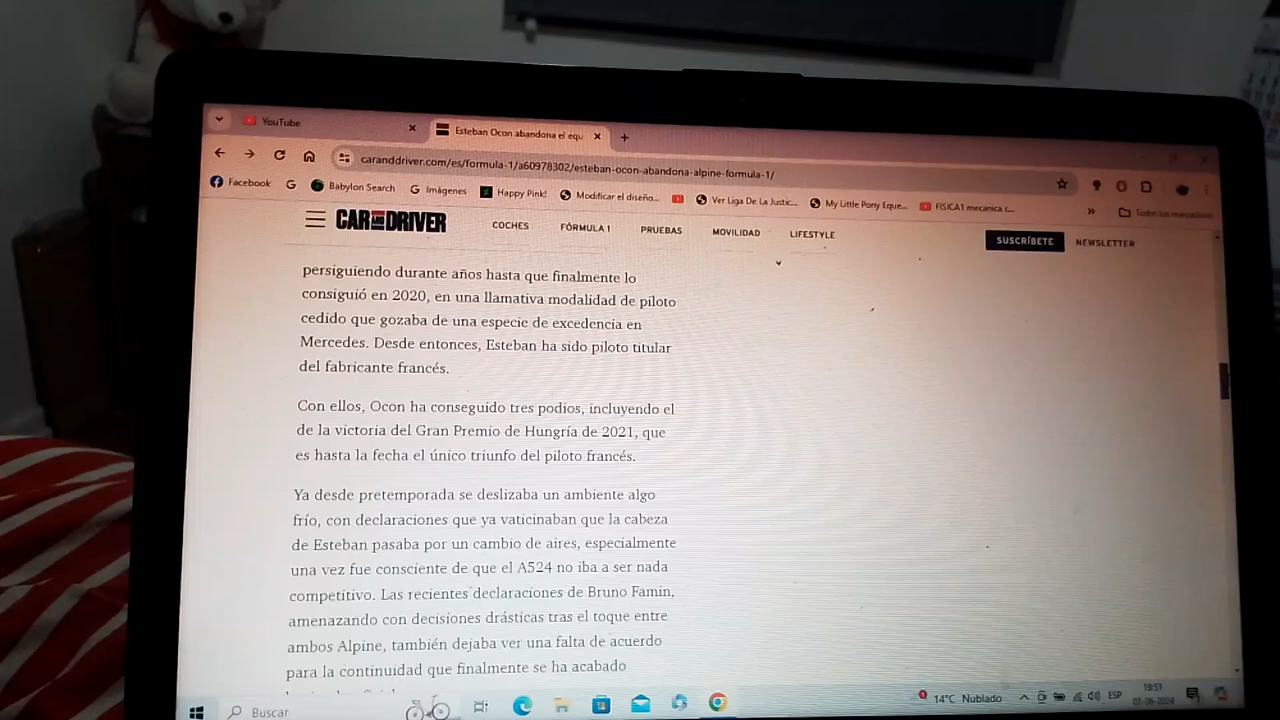 YouTube
Esteban Ocon abandona el equ
caranddriver.com/es/formula-1/a60978302/esteban-ocon-abandona-alpine-formula-1/
Facebook G Babylon Search Imágenes Happy Pink! Modificar el diseño... Ver Liga De La Justic... My Little Pony Eque... FISICA1 mecanica c... » Todos los marcadores
CAR AND DRIVER COCHES FÓRMULA 1 PRUEBAS MOVILIDAD LIFESTYLE SUSCRÍBETE NEWSLETTER
persiguiendo durante años hasta que finalmente lo
consiguió en 2020, en una llamativa modalidad de piloto
cedido que gozaba de una especie de excedencia en
Mercedes. Desde entonces, Esteban ha sido piloto titular
del fabricante francés.
Con ellos, Ocon ha conseguido tres podios, incluyendo el
de la victoria del Gran Premio de Hungría de 2021, que
es hasta la fecha el único triunfo del piloto francés.
Ya desde pretemporada se deslizaba un ambiente algo
frío, con declaraciones que ya vaticinaban que la cabeza
de Esteban pasaba por un cambio de aires, especialmente
una vez fue consciente de que el A524 no iba a ser nada
competitivo. Las recientes declaraciones de Bruno Famin,
amenazando con decisiones drásticas tras el toque entre
ambos Alpine, también dejaba ver una falta de acuerdo
para la continuidad que finalmente se ha acabado
Buscar
14°C Nublado ESP 19:51
03-06-2024